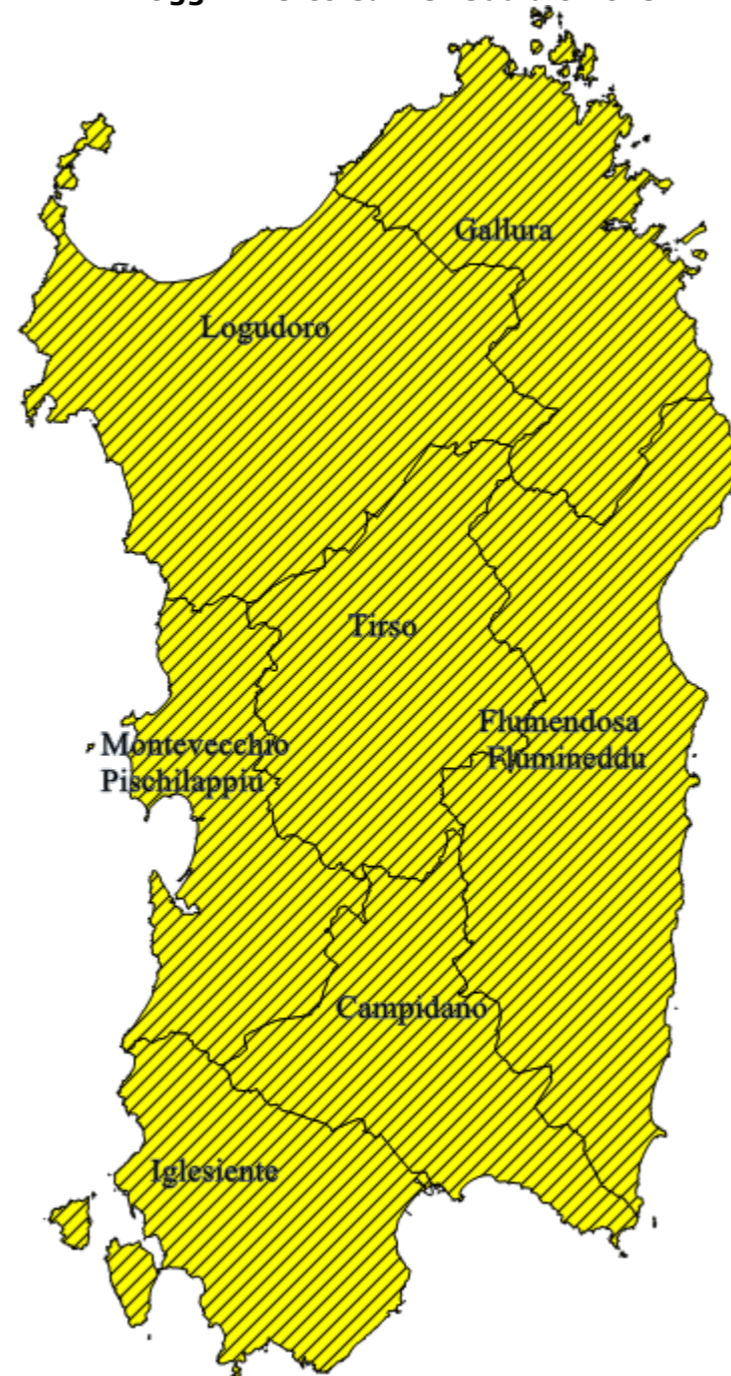 Gallura
Logudoro
Tirso
Flumendosa
Flumineddu
Montevecchio
Pischilappiu
Campidano
Iglesiente